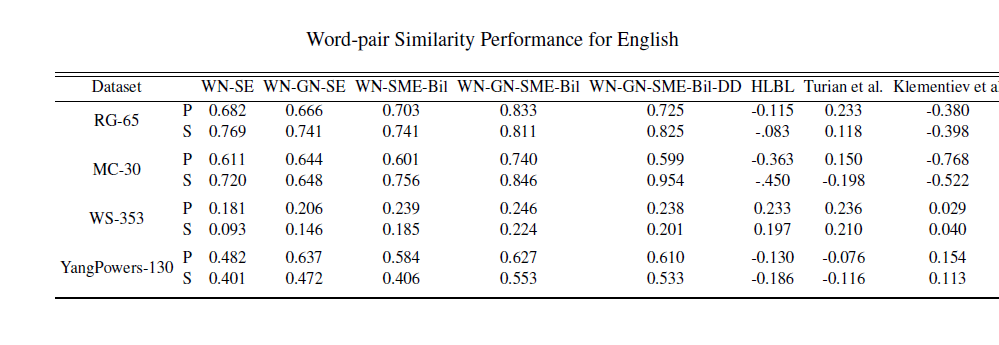 Word-pair Similarity Performance for English
Dataset WN-SE WN-GN-SE WN-SME-Bil WN-GN-SME-Bil WN-GN-SME-Bil-DD HLBL Turian et al. Klementiev et al
RG-65
P 0.682 0.666 0.703 0.833 0.725 -0.115 0.233 -0.380
S 0.769 0.741 0.741 0.811 0.825 -.083 0.118 -0.398
MC-30
P 0.611 0.644 0.601 0.740 0.599 -0.363 0.150 -0.768
S 0.720 0.648 0.756 0.846 0.954 -.450 -0.198 -0.522
WS-353
P 0.181 0.206 0.239 0.246 0.238 0.233 0.236 0.029
S 0.093 0.146 0.185 0.224 0.201 0.197 0.210 0.040
YangPowers-130
P 0.482 0.637 0.584 0.627 0.610 -0.130 -0.076 0.154
S 0.401 0.472 0.406 0.553 0.533 -0.186 -0.116 0.113